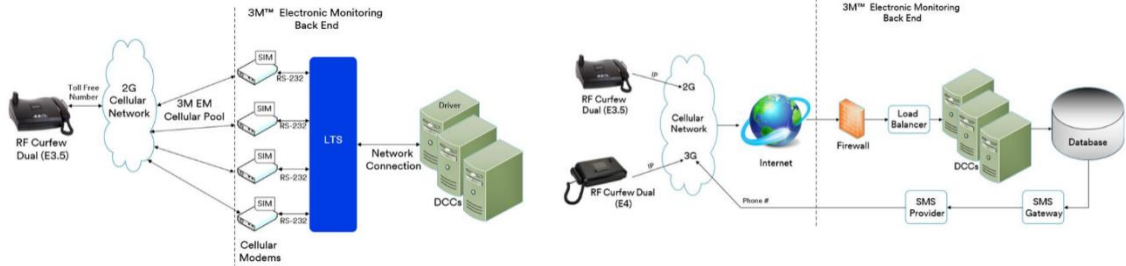 3M™ Electronic Monitoring
Back End
SIM
RS-232
Toll Free
Number
2G
Cellular
Network
3M EM
Cellular Pool
SIM
RS-232
RF Curfew
Dual (E3.5)
SIM
RS-232
SIM
RS-232
Cellular
Modems
LTS
Network
Connection
Driver
DCCs
3M™ Electronic Monitoring
Back End
IP
RF Curfew
Dual (E3.5)
2G
Cellular
Network
3G
IP
RF Curfew Dual
(E4)
Internet
Firewall
Load
Balancer
DCCs
Database
Phone #
SMS
Provider
SMS
Gateway